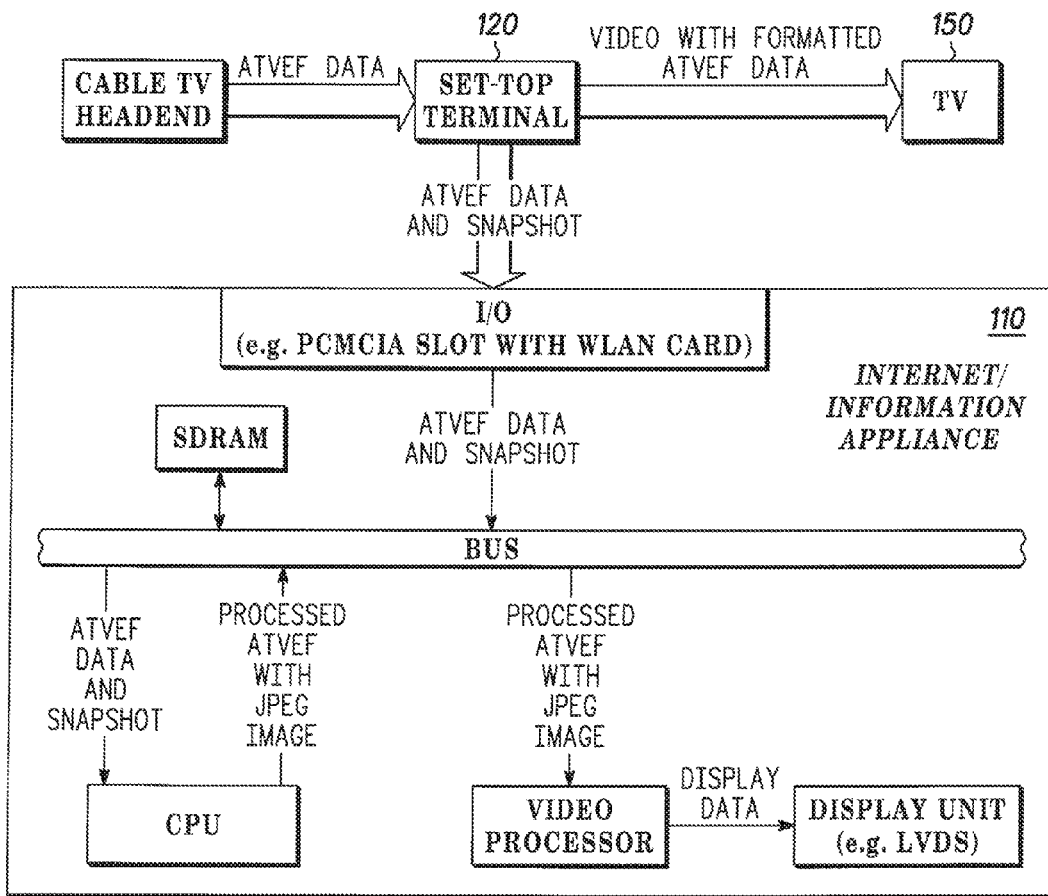 120
150
CABLE TV
HEADEND
ATVEF DATA
SET-TOP
TERMINAL
VIDEO WITH FORMATTED
ATVEF DATA
TV
ATVEF DATA
AND SNAPSHOT
I/O
(e.g. PCMCIA SLOT WITH WLAN CARD)
110
INTERNET/
INFORMATION
APPLIANCE
SDRAM
ATVEF DATA
AND SNAPSHOT
BUS
ATVEF
DATA
AND
SNAPSHOT
PROCESSED
ATVEF
WITH
JPEG
IMAGE
PROCESSED
ATVEF
WITH
JPEG
IMAGE
CPU
VIDEO
PROCESSOR
DISPLAY
DATA
DISPLAY UNIT
(e.g. LVDS)